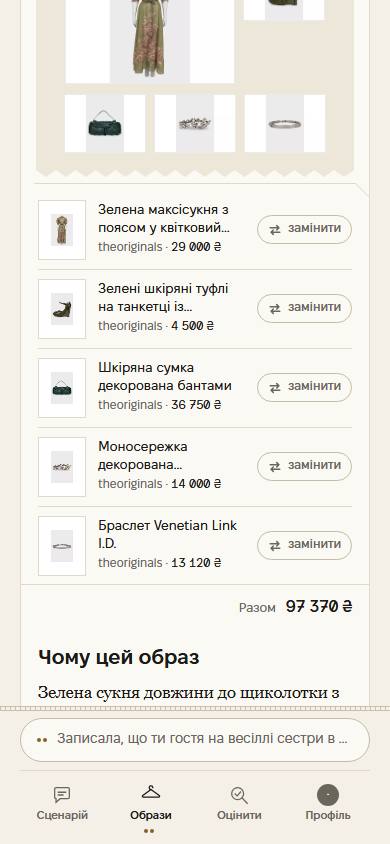 Зелена максісукня з
поясом у квітковий…
theoriginals · 29 000 ₴
замінити
Зелені шкіряні туфлі
на танкетці із…
theoriginals · 4 500 ₴
замінити
Шкіряна сумка
декорована бантами
theoriginals · 36 750 ₴
замінити
Моносережка
декорована…
theoriginals · 14 000 ₴
замінити
Браслет Venetian Link
I.D.
theoriginals · 13 120 ₴
замінити
Разом 97 370 ₴
Чому цей образ
Зелена сукня довжини до щиколотки з
Записала, що ти гостя на весіллі сестри в …
Сценарій
Образи
Оцінити
Профіль